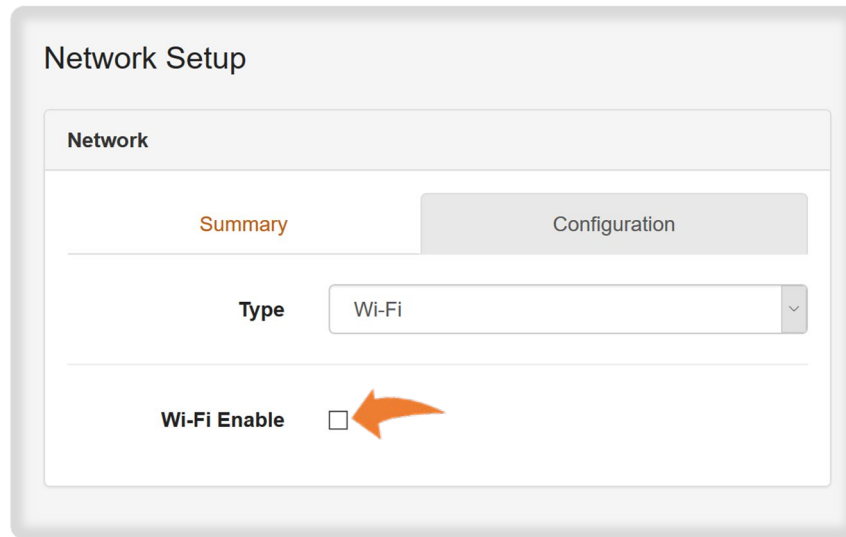 Network Setup
Network
Summary
Configuration
Type
Wi-Fi
Wi-Fi Enable